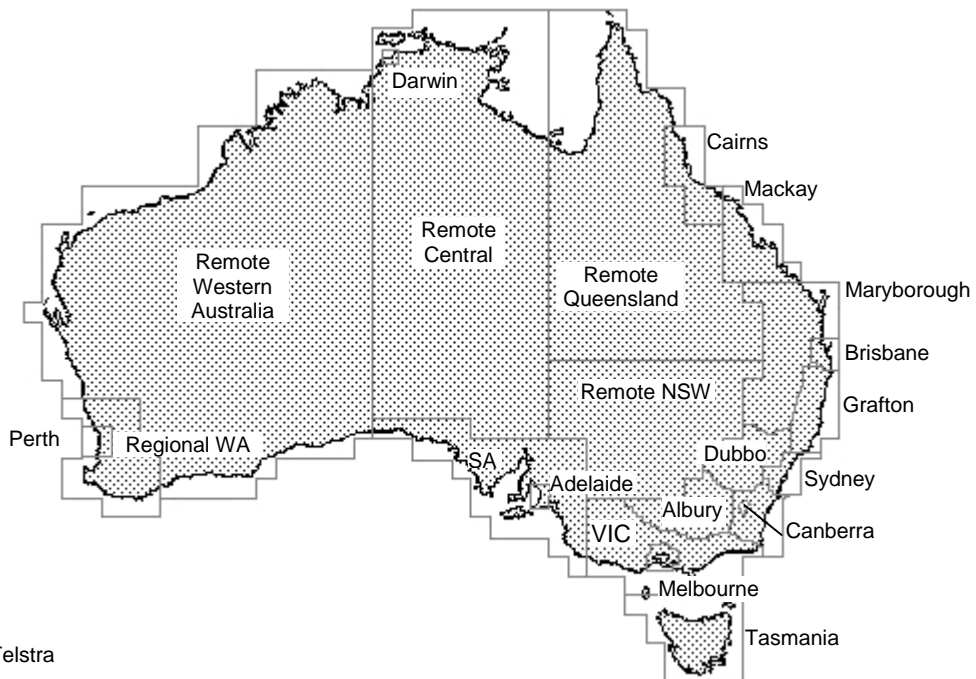 Darwin
Cairns
Mackay
Remote
Central
Remote
Western
Australia
Remote
Queensland
Maryborough
Brisbane
Remote NSW
Grafton
Perth
Regional WA
Dubbo
SA
Adelaide
Sydney
Albury
VIC
Canberra
Melbourne
Tasmania
elstra